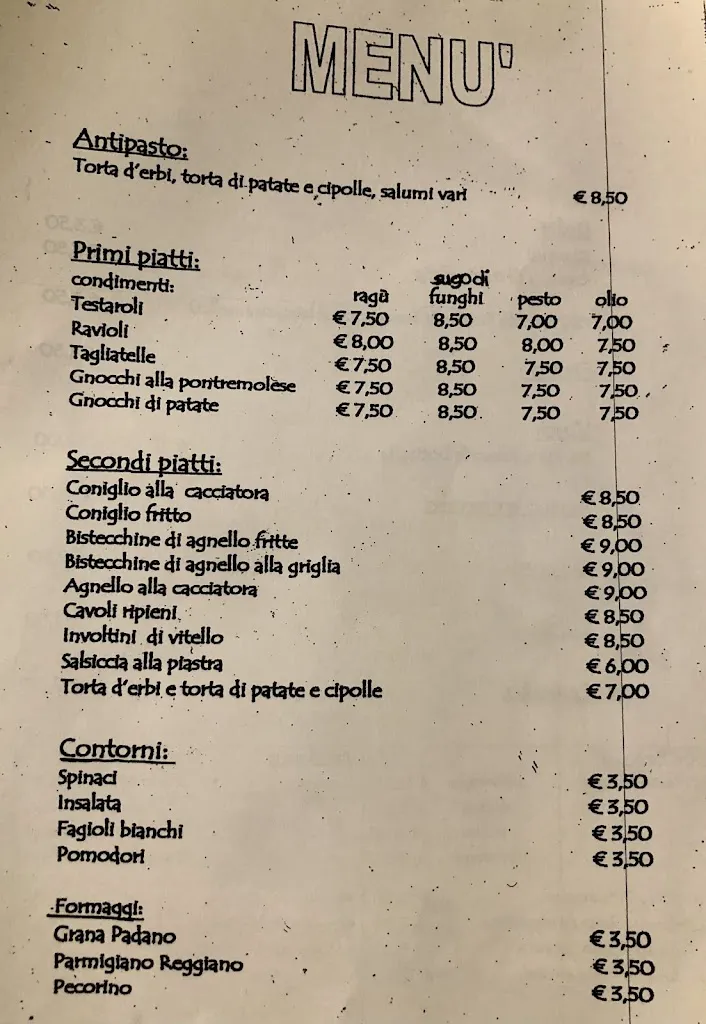 MENU'
Antipasto:
Torta d'erbi, torta di patate e cipolle, salumi vari € 8,50
Primi piatti:
condimenti: ragù sugo di funghi pesto olio
Testaroli € 7,50 8,50 7,00 7,00
Ravioli € 8,00 8,50 8,00 7,50
Tagliatelle € 7,50 8,50 7,50 7,50
Gnocchi alla pontremolese € 7,50 8,50 7,50 7,50
Gnocchi di patate € 7,50 8,50 7,50 7,50
Secondi piatti:
Coniglio alla cacciatora € 8,50
Coniglio fritto € 8,50
Bistecchine di agnello fritte € 9,00
Bistecchine di agnello alla griglia € 9,00
Agnello alla cacciatora € 9,00
Cavoli ripieni € 8,50
Involtini di vitello € 8,50
Salsiccia alla piastra € 6,00
Torta d'erbi e torta di patate e cipolle € 7,00
Contorni:
Spinaci € 3,50
Insalata € 3,50
Fagioli bianchi € 3,50
Pomodori € 3,50
Formaggi:
Grana Padano € 3,50
Parmigiano Reggiano € 3,50
Pecorino € 3,50